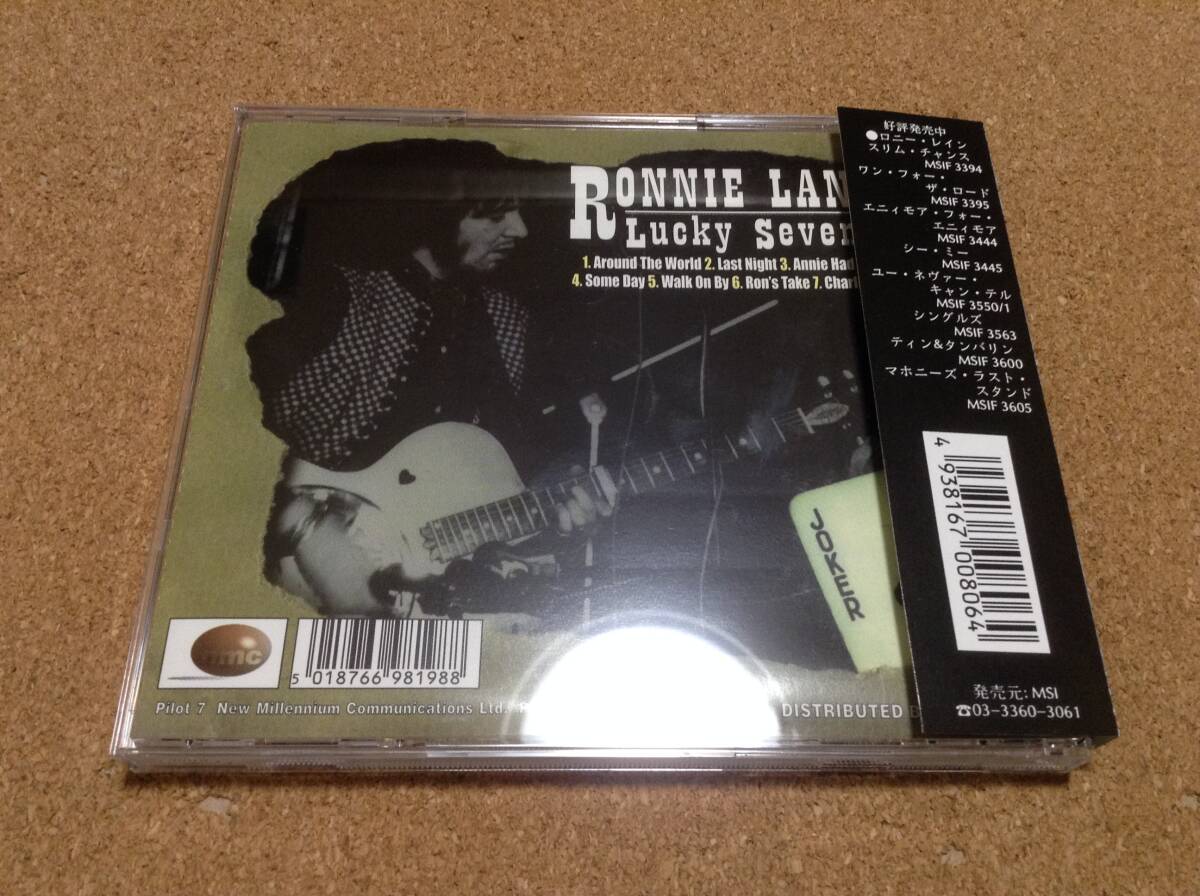 RONNIE LAN
Lucky Seven
1. Around The World 2. Last Night 3. Annie Had
4. Some Day 5. Walk On By 6. Ron's Take 7. Charl
JOKER
nmc
5 018766 981988
Pilot 7 New Millennium Communications Ltd.
DISTRIBUTED B
好評発売中
●ロニー・レイン
スリム・チャンス
MSIF 3394
ワン・フォー・
ザ・ロード
MSIF 3395
エニィモア・フォー・
エニィモア
MSIF 3444
シー・ミー
MSIF 3445
ユー・ネヴァー・
キャン・テル
MSIF 3550/1
シングルズ
MSIF 3563
ティン&タンバリン
MSIF 3600
マホニーズ・ラスト・
スタンド
MSIF 3605
4 938167 008064
発売元: MSI
☎03-3360-3061